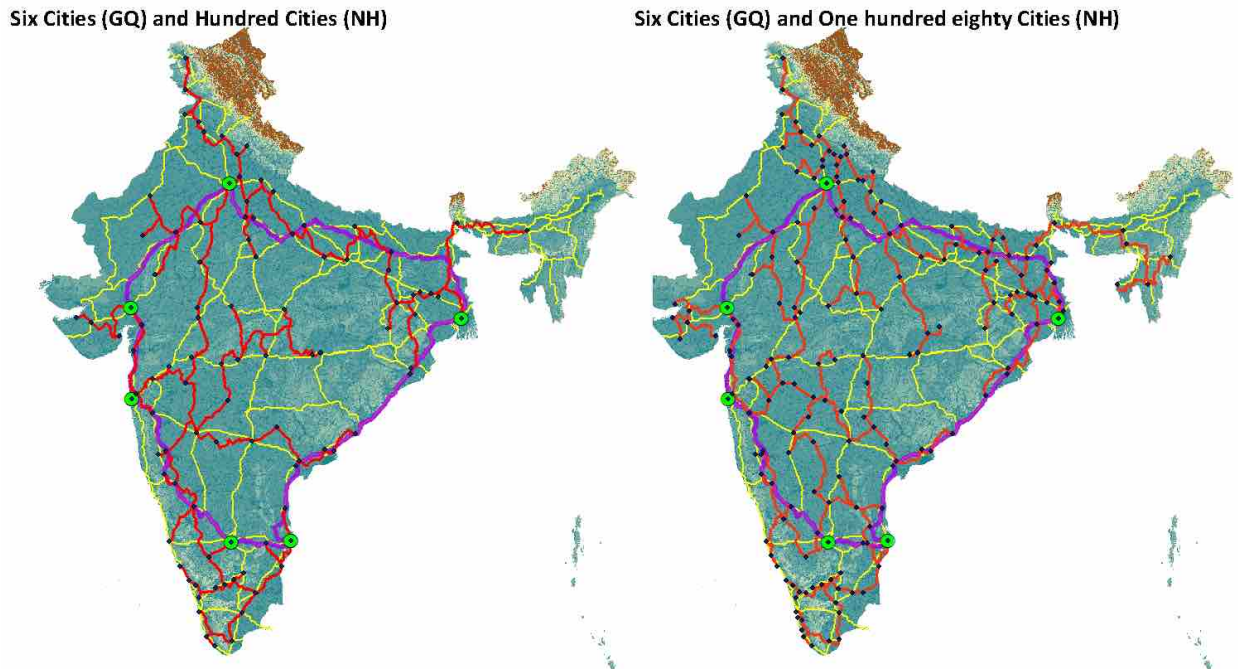 Six Cities (GQ) and Hundred Cities (NH)
Six Cities (GQ) and One hundred eighty Cities (NH)